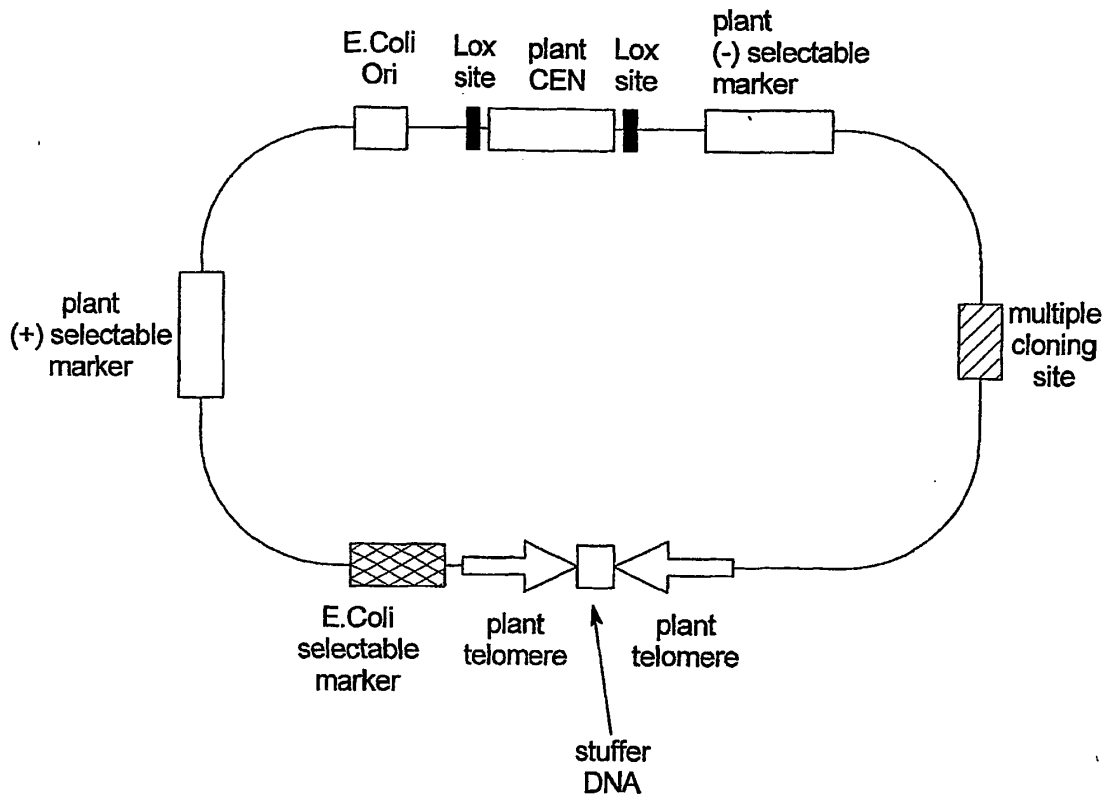 E.Coli
Ori
Lox
site
plant
CEN
Lox
site
plant
(-) selectable
marker
plant
(+) selectable
marker
multiple
cloning
site
E.Coli
selectable
marker
plant
telomere
plant
telomere
stuffer
DNA